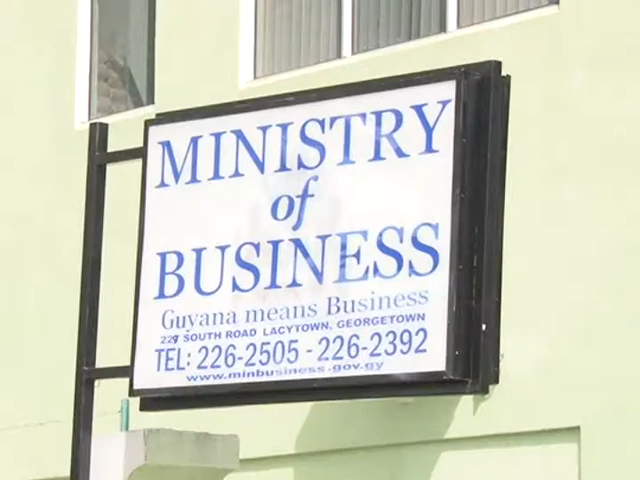 MINISTRY
of
BUSINESS
Guyana means Business
229 SOUTH ROAD LACYTOWN, GEORGETOWN
TEL: 226-2505 - 226-2392
www.minbusiness.gov.gy